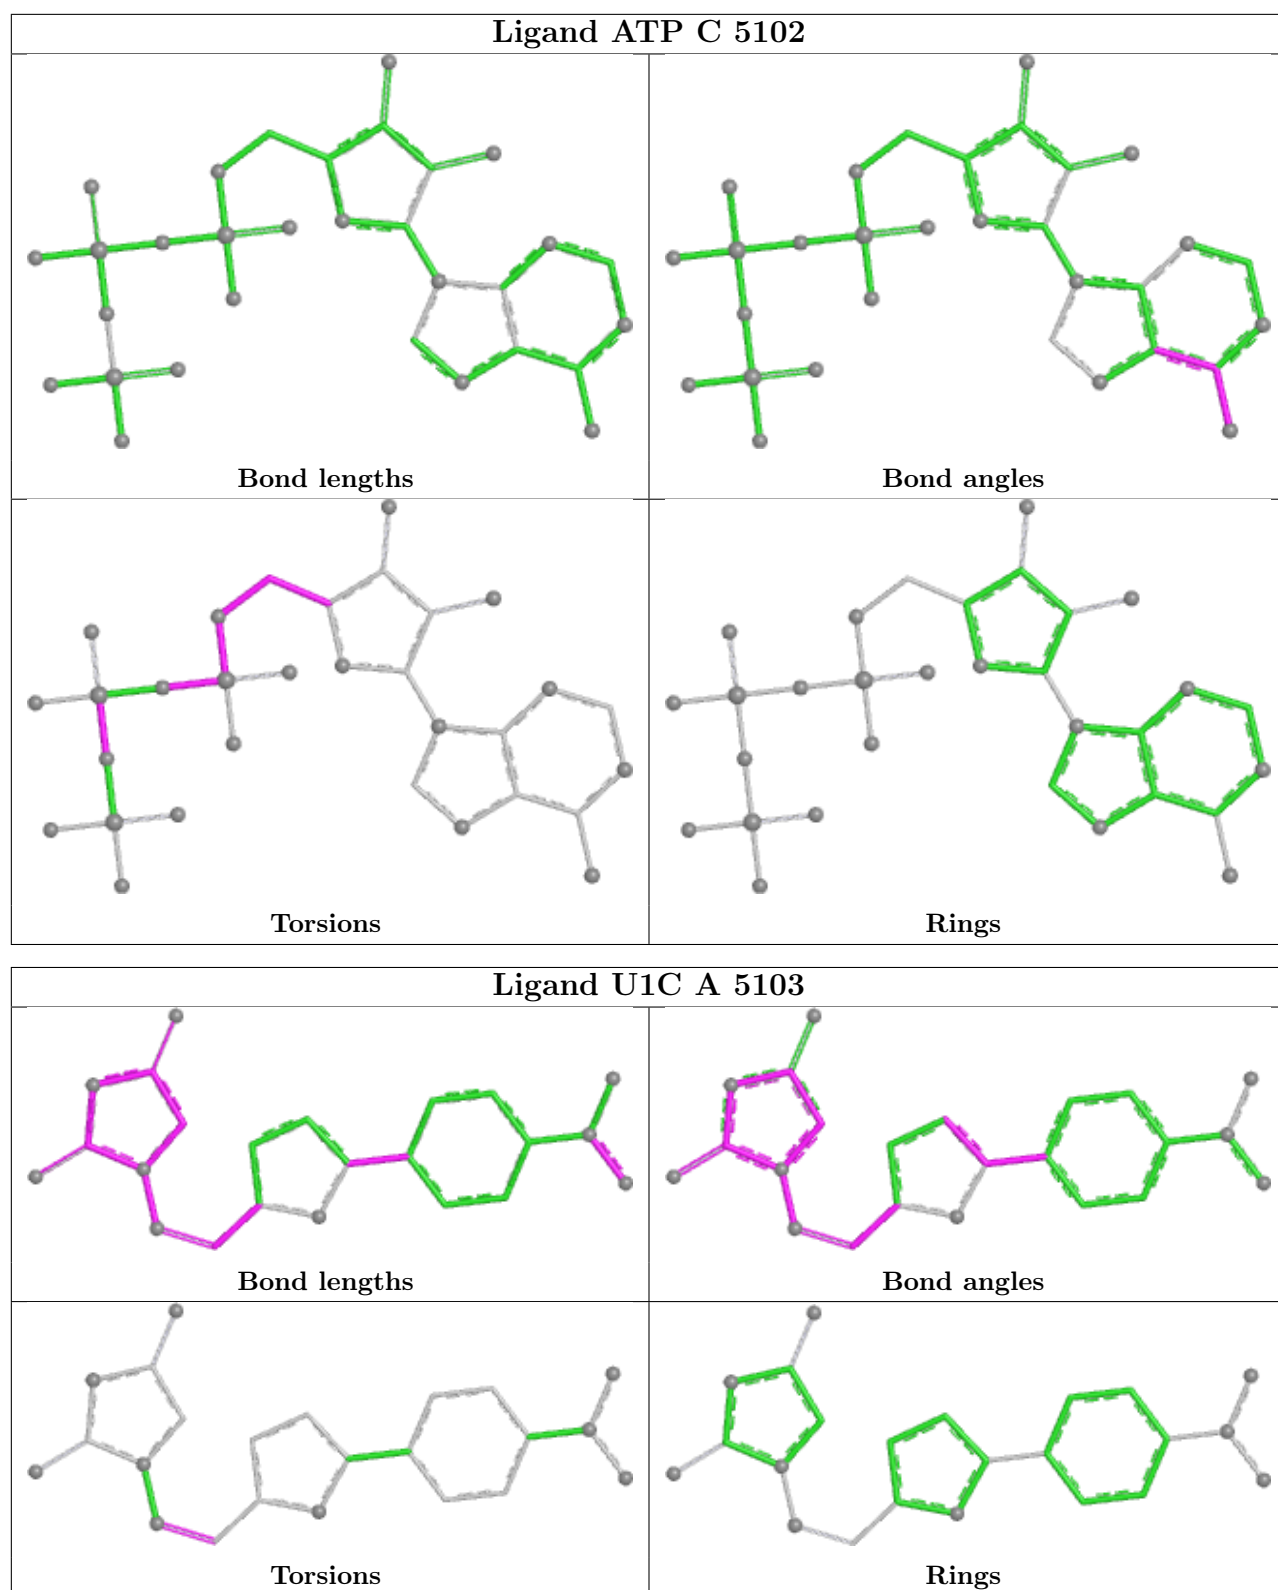 Ligand ATP C 5102
Bond lengths
Bond angles
Torsions
Rings
Ligand U1C A 5103
Bond lengths
Bond angles
Torsions
Rings